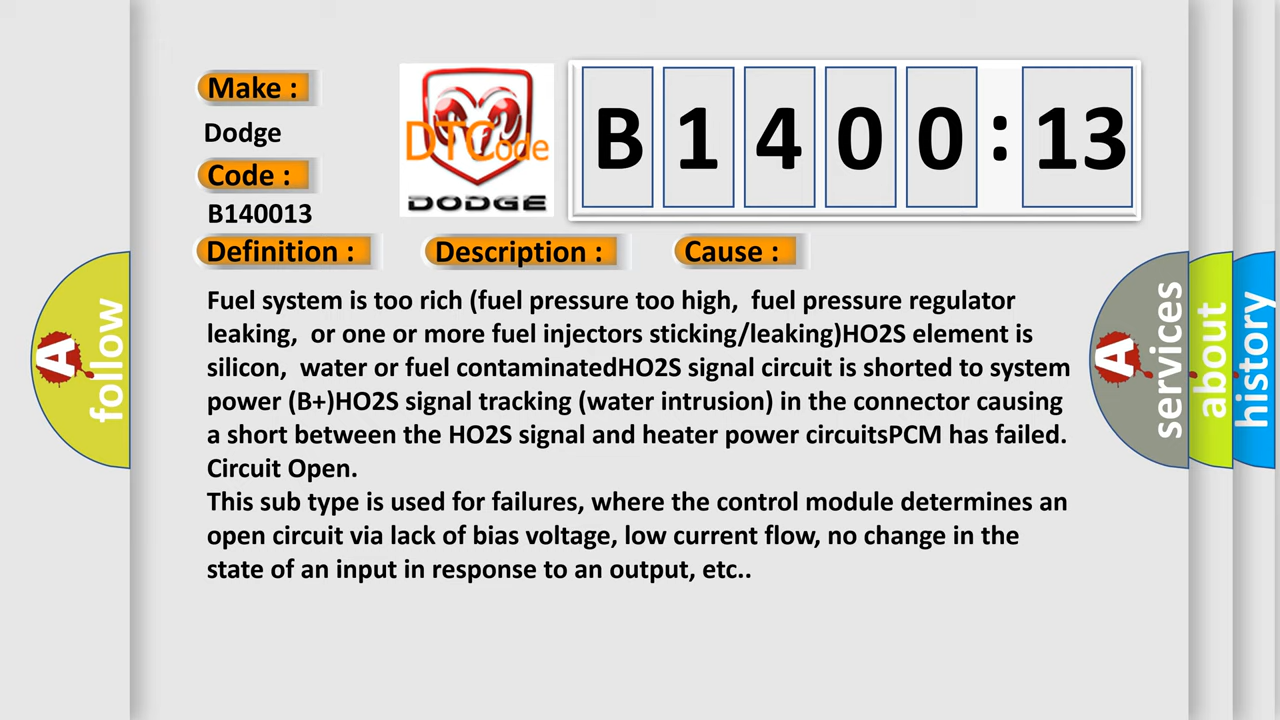 Make :
Dodge
Code :
B140013
DTCode
DODGE
B1400:13
Definition :
Description :
Cause :
Fuel system is too rich (fuel pressure too high,  fuel pressure regulator
leaking,  or one or more fuel injectors sticking/leaking)HO2S element is
silicon,  water or fuel contaminatedHO2S signal circuit is shorted to system
power (B+)HO2S signal tracking (water intrusion) in the connector causing
a short between the HO2S signal and heater power circuitsPCM has failed.
Circuit Open.
This sub type is used for failures, where the control module determines an
open circuit via lack of bias voltage, low current flow, no change in the
state of an input in response to an output, etc..
A follow
A services
about
history